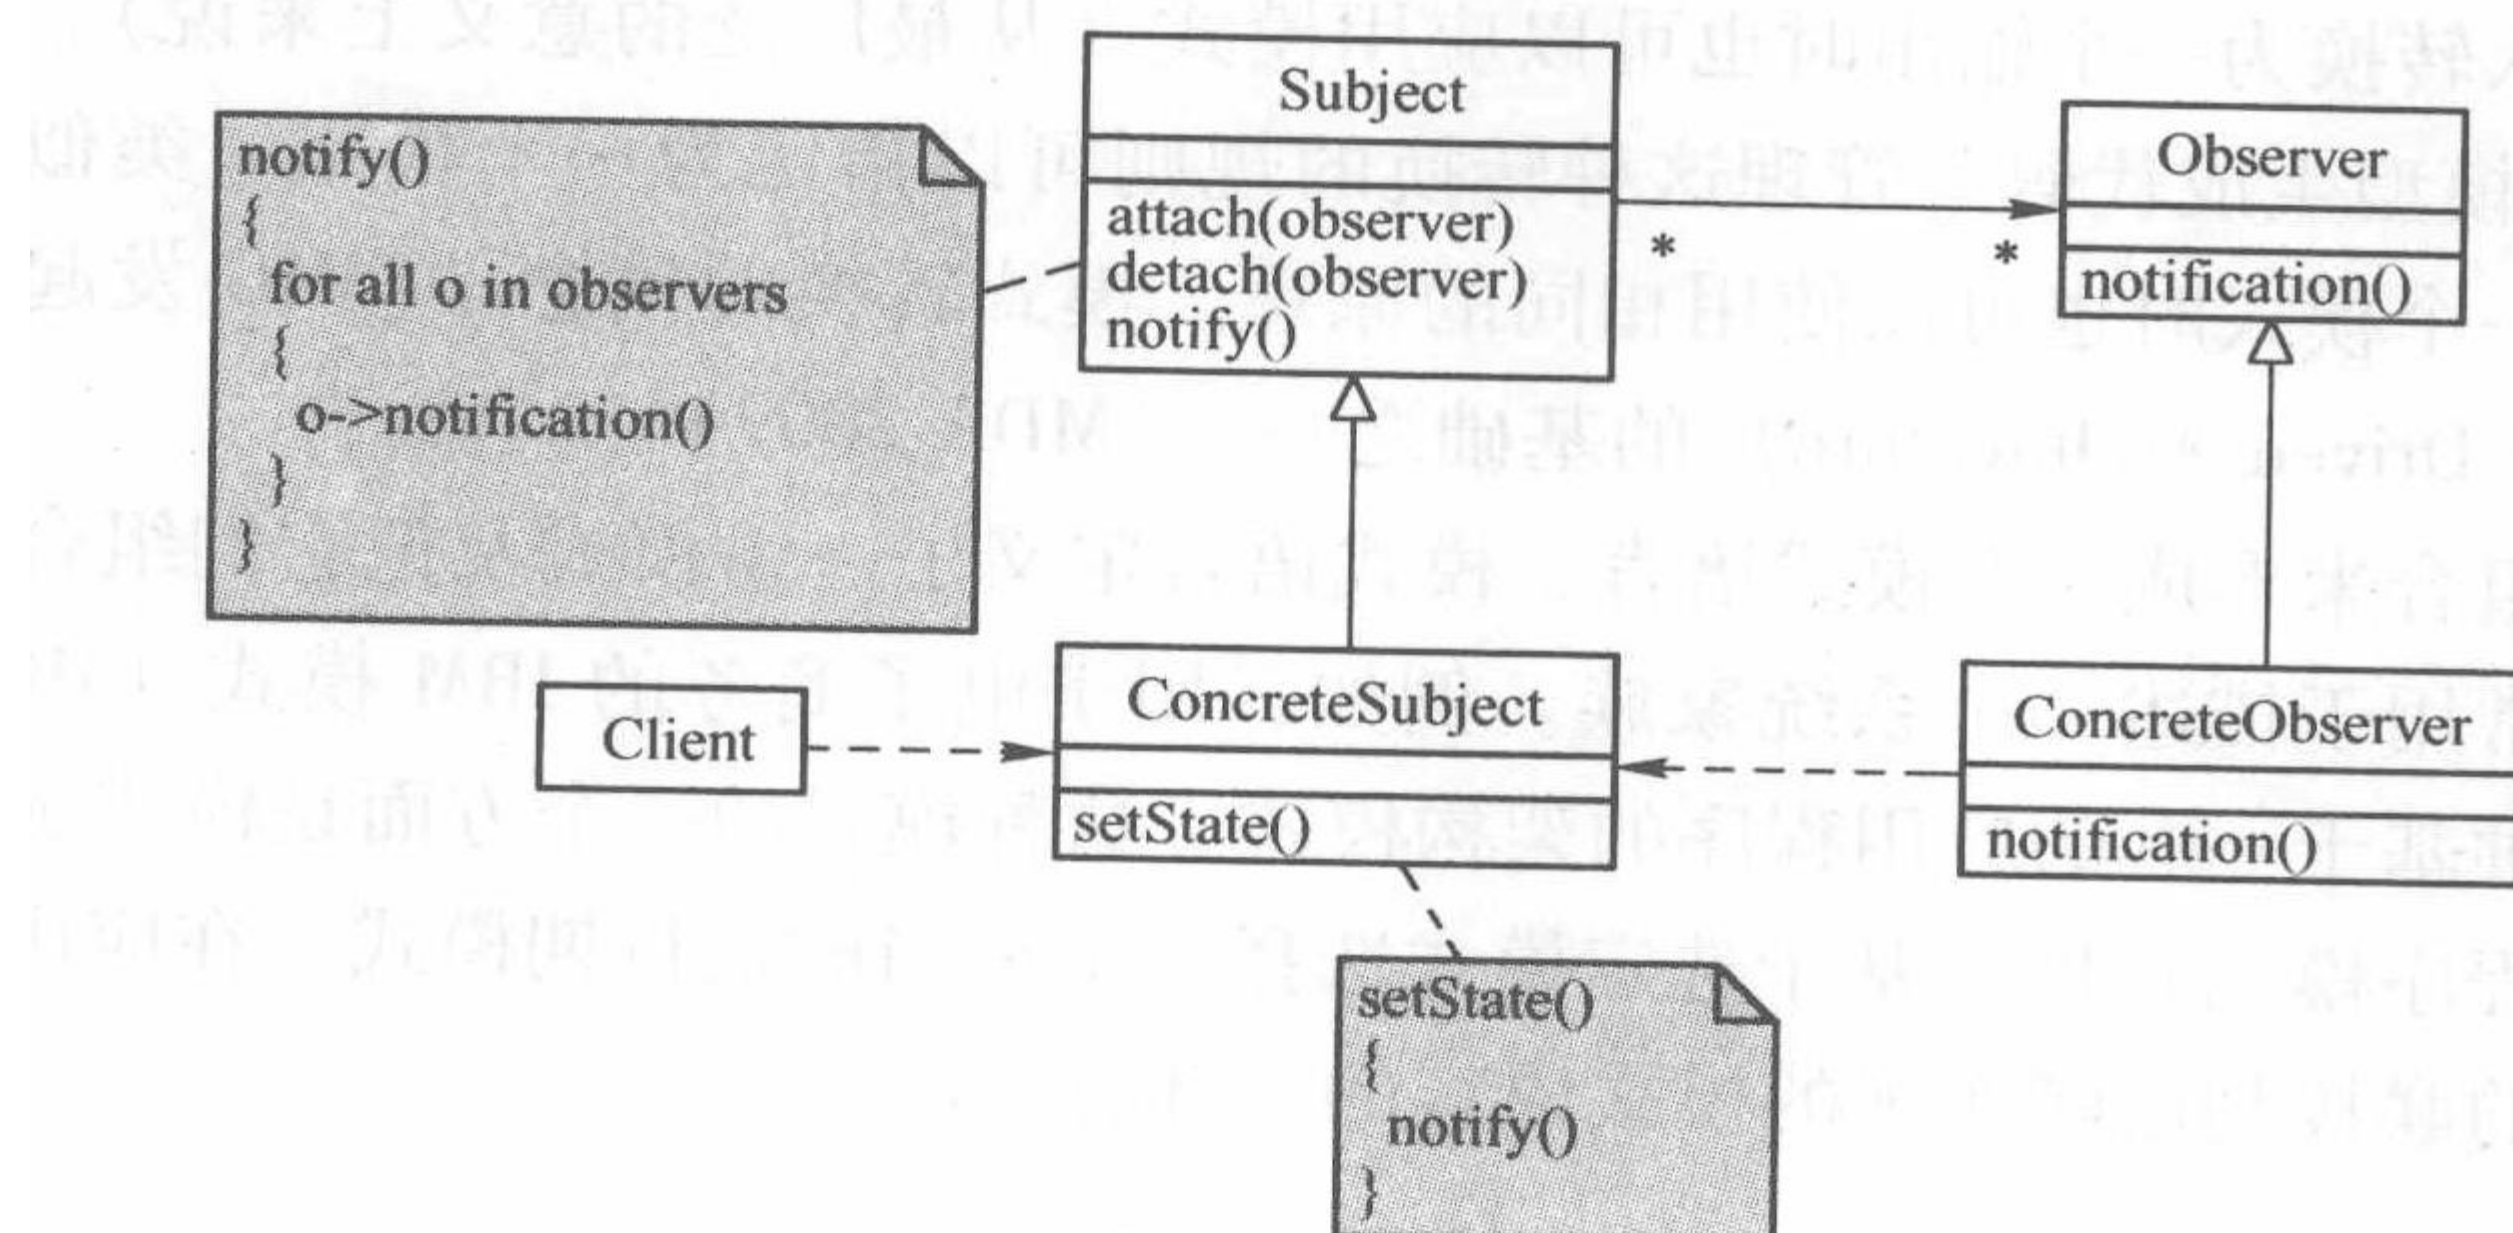 Subject
attach(observer)
detach(observer)
notify()
Observer
notification()
notify()
{
for all o in observers
{
o->notification()
}
}
Client
ConcreteSubject
setState()
ConcreteObserver
notification()
*
*
setState()
{
notify()
}